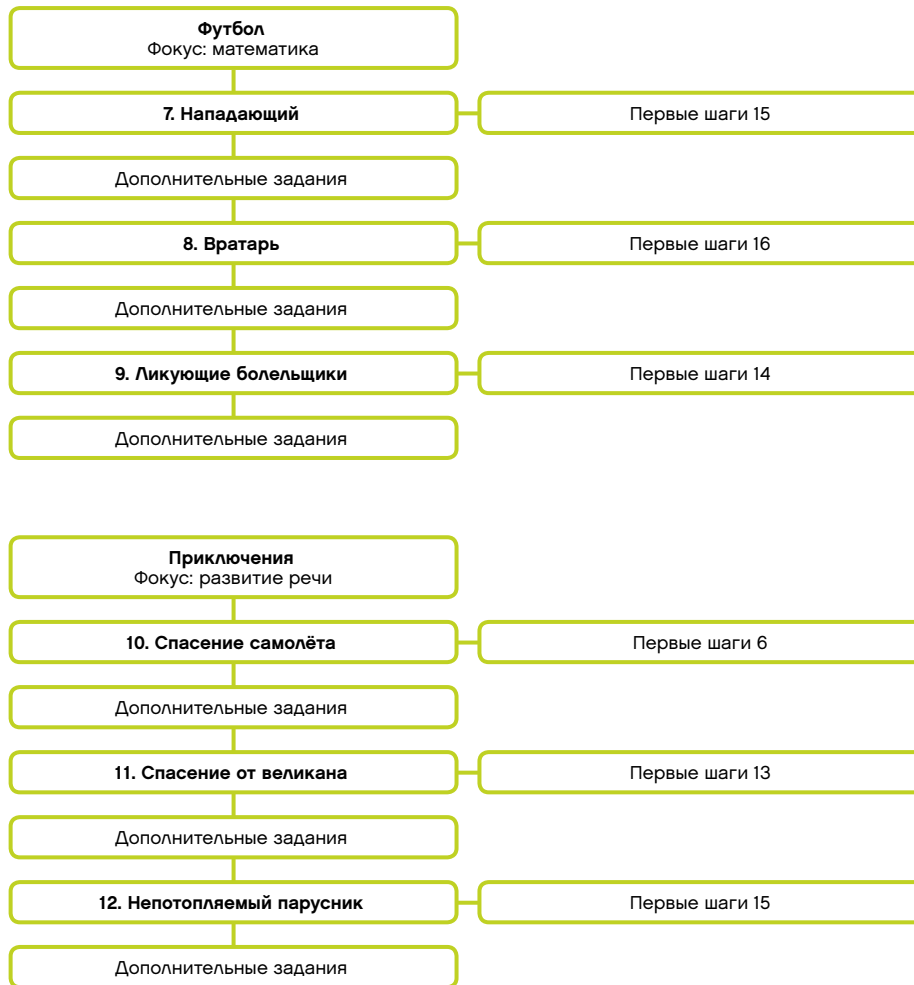 Футбол
Фокус: математика
7. Нападающий
Первые шаги 15
Дополнительные задания
8. Вратарь
Первые шаги 16
Дополнительные задания
9. Ликующие болельщики
Первые шаги 14
Дополнительные задания
Приключения
Фокус: развитие речи
10. Спасение самолёта
Первые шаги 6
Дополнительные задания
11. Спасение от великана
Первые шаги 13
Дополнительные задания
12. Непотопляемый парусник
Первые шаги 15
Дополнительные задания